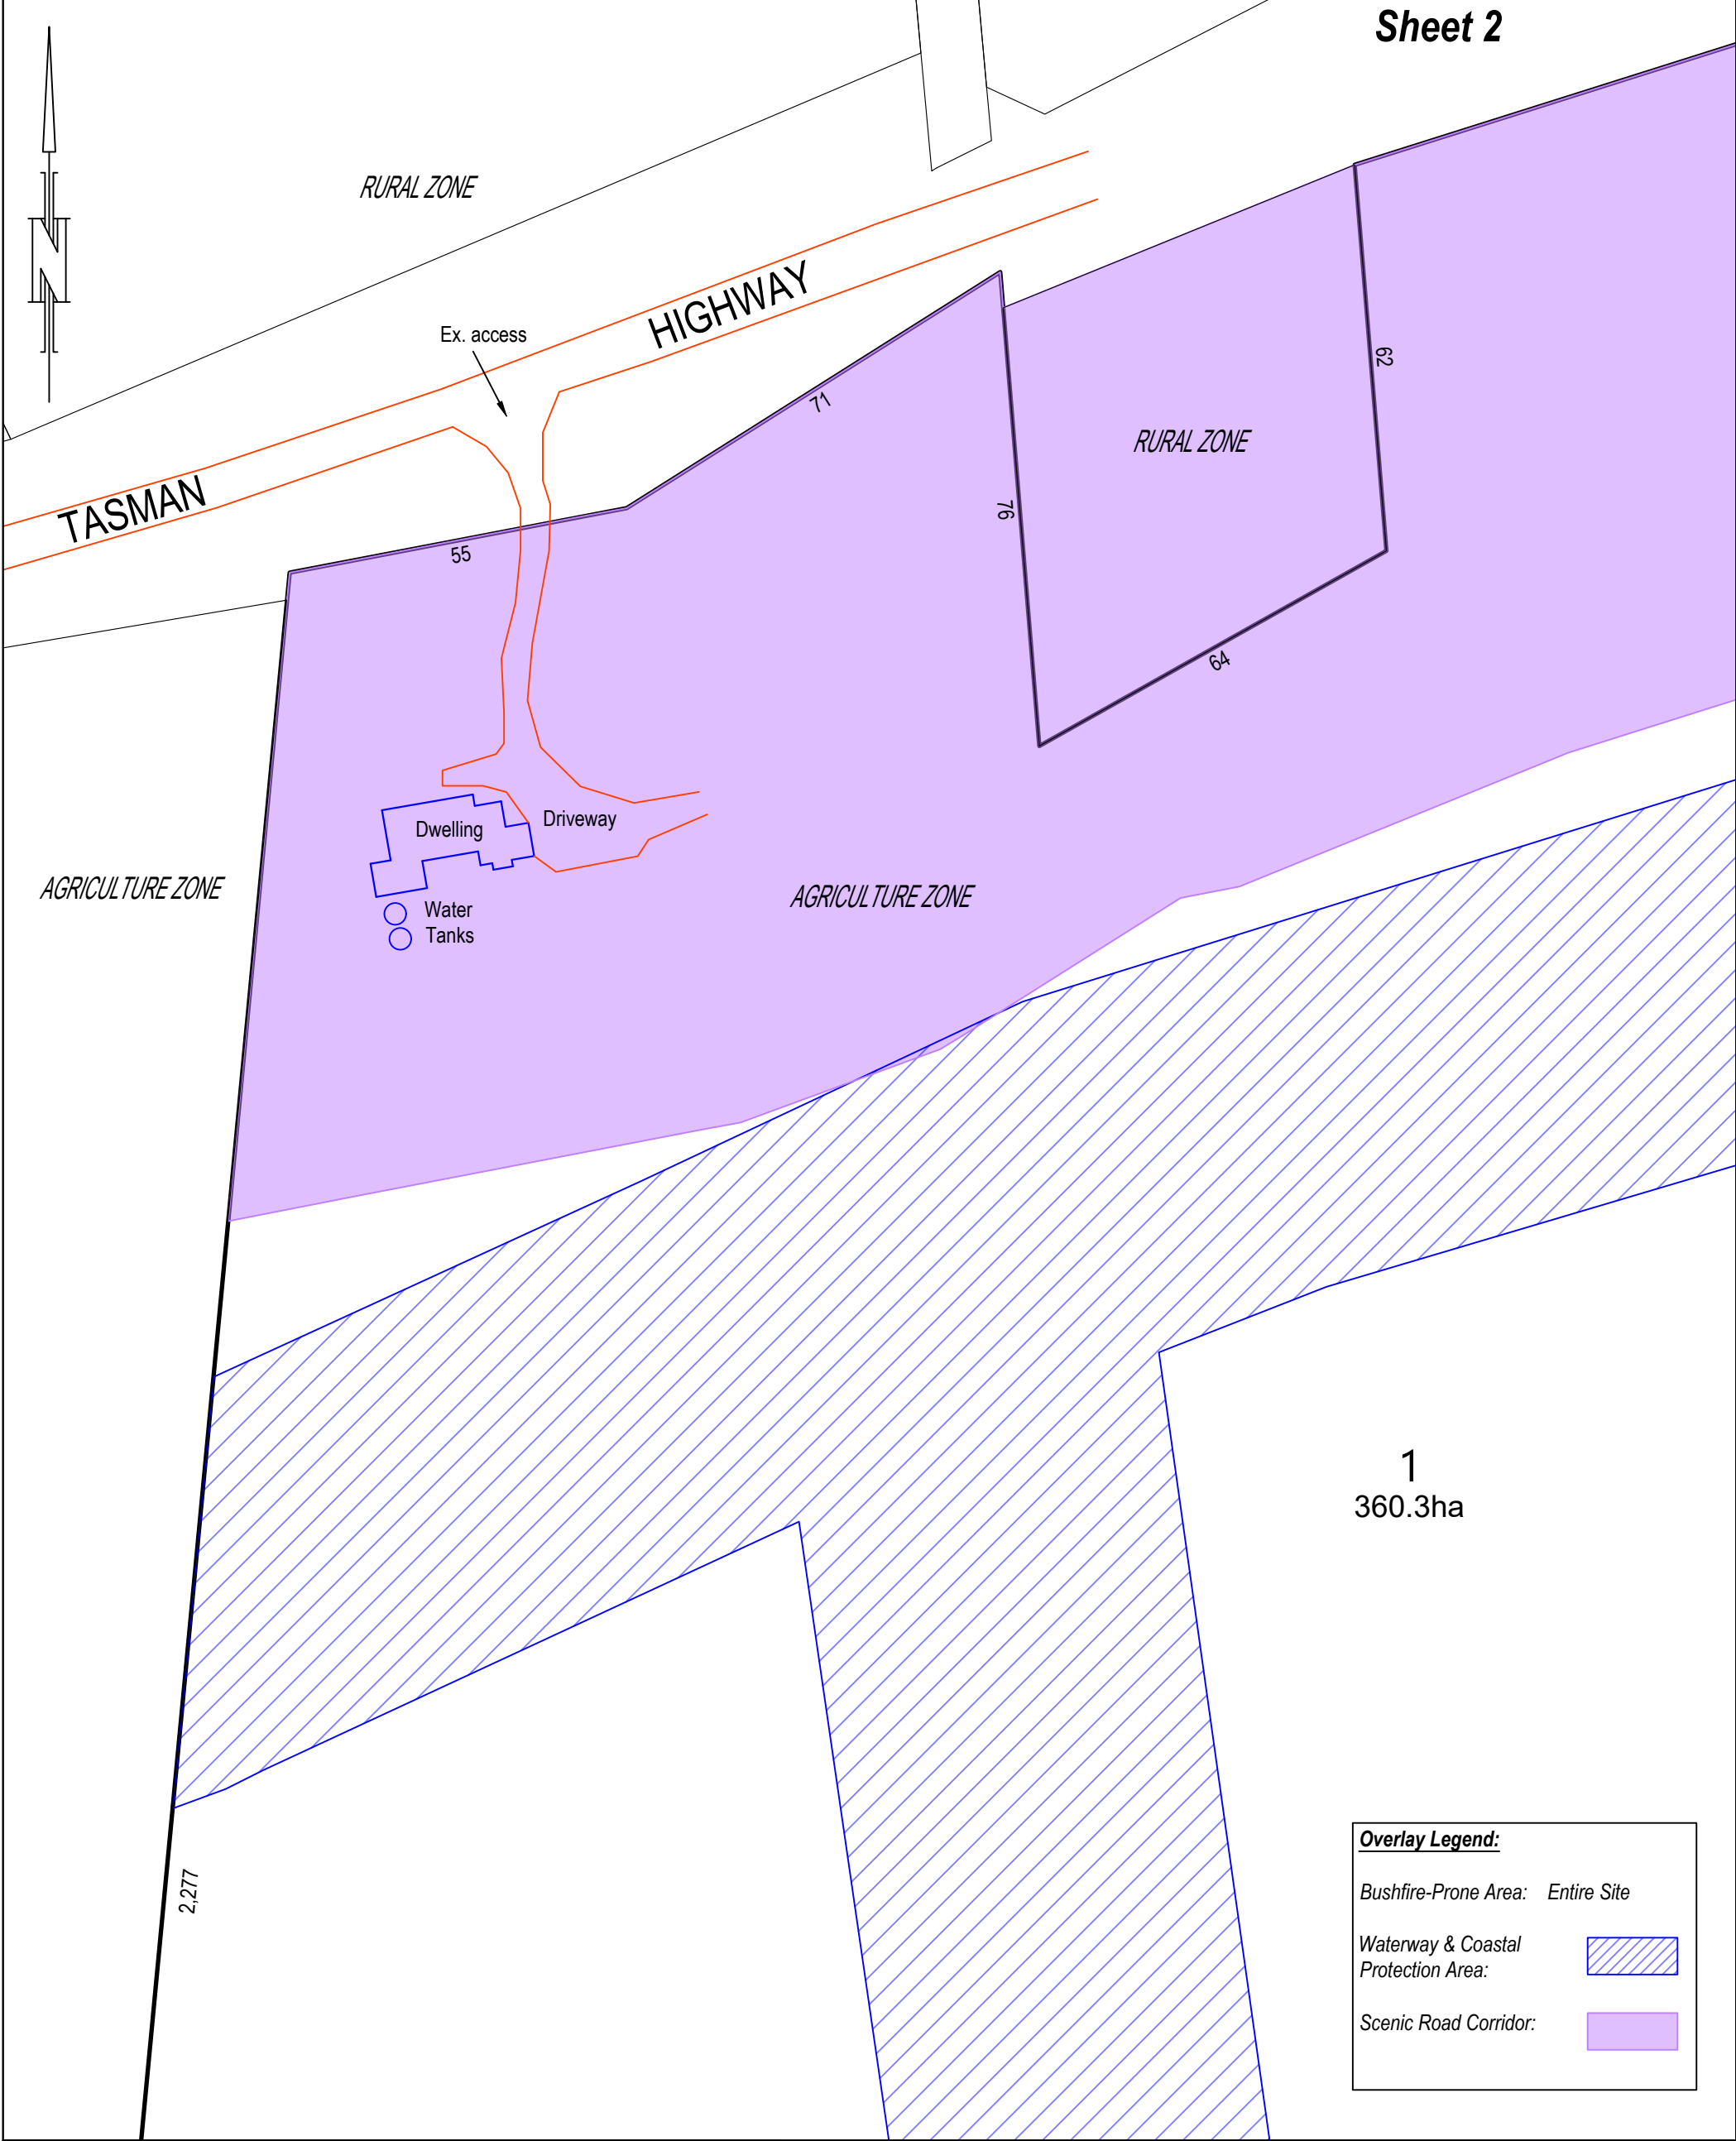 Sheet 2
N
RURAL ZONE
TASMAN HIGHWAY
Ex. access
71
62
RURAL ZONE
76
55
64
Driveway
Dwelling
AGRICULTURE ZONE
AGRICULTURE ZONE
Water
Tanks
1
360.3ha
2,277
Overlay Legend:
Bushfire-Prone Area: Entire Site
Waterway & Coastal
Protection Area:
Scenic Road Corridor: